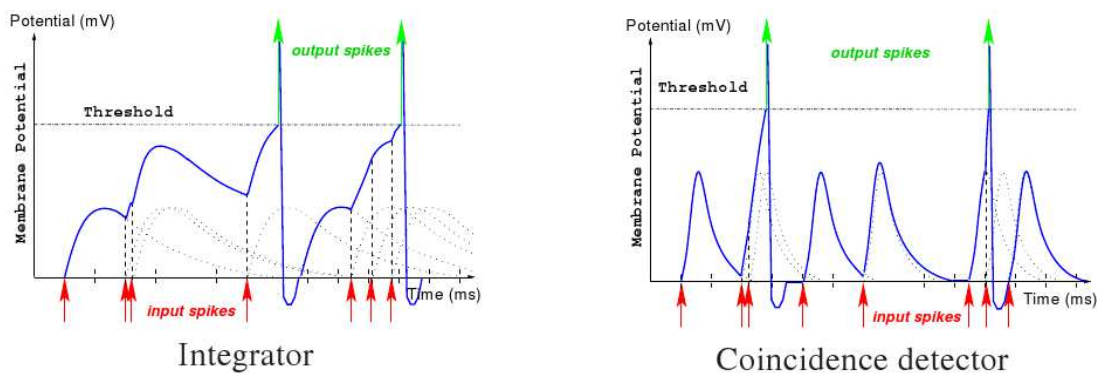 Potential (mV)
output spikes
Threshold
Membrane Potential
Time (ms)
input spikes
Integrator
Potential (mV)
output spikes
Threshold
Membrane Potential
Time (ms)
input spikes
Coincidence detector